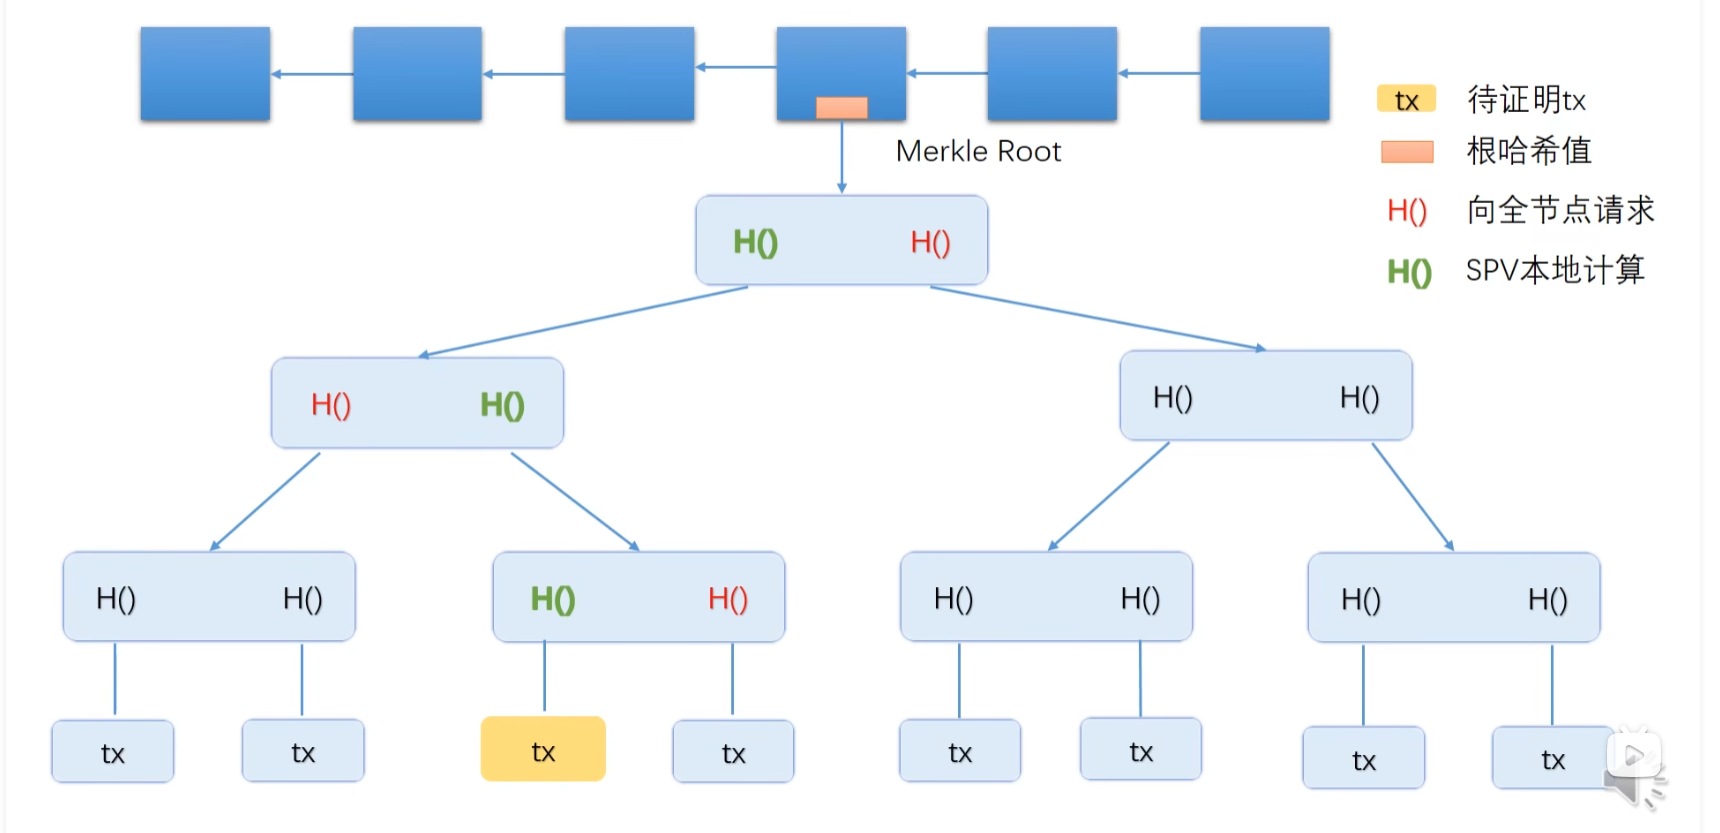 tx 待证明tx
Merkle Root
根哈希值
H() H()
H() 向全节点请求
H() SPV本地计算
H() H() H() H()
H() H() H() H() H() H() H() H()
tx tx tx tx tx tx tx tx